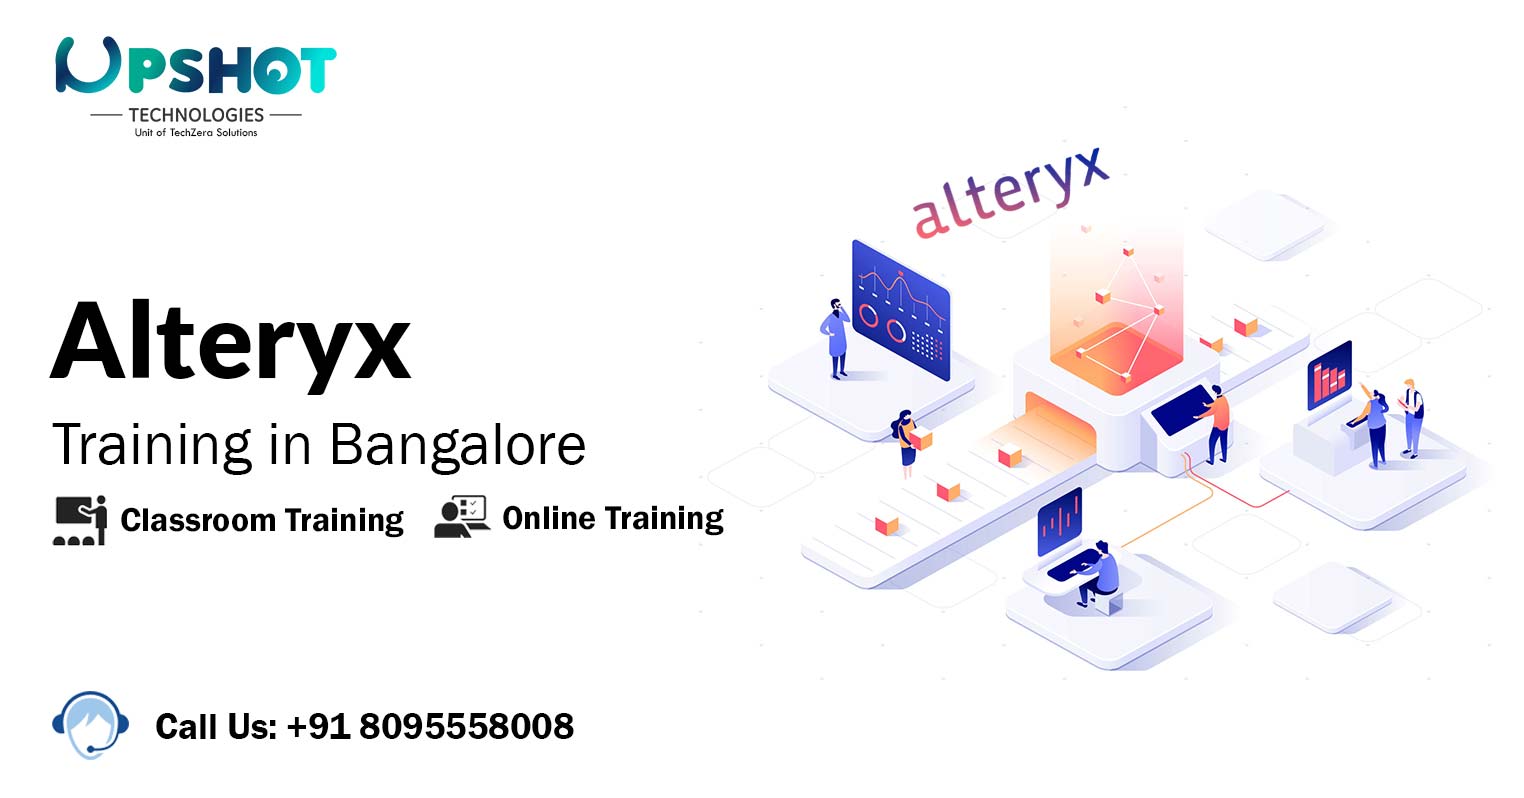 UPSHOT
TECHNOLOGIES
Unit of TechZera Solutions
alteryx
Alteryx
Training in Bangalore
Classroom Training
Online Training
Call Us: +91 8095558008